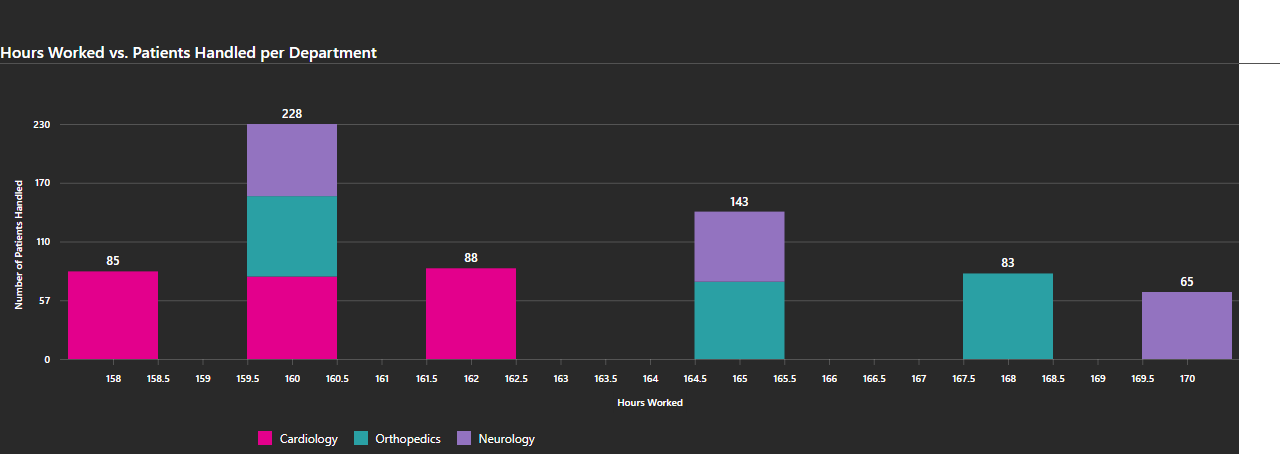 Hours Worked vs. Patients Handled per Department
228
230
143
170
Number of Patients Handled
85
88
83
110
65
57
0
158 158.5 159 159.5 160 160.5 161 161.5 162 162.5 163 163.5 164 164.5 165 165.5 166 166.5 167 167.5 168 168.5 169 169.5 170
Hours Worked
Cardiology Orthopedics Neurology